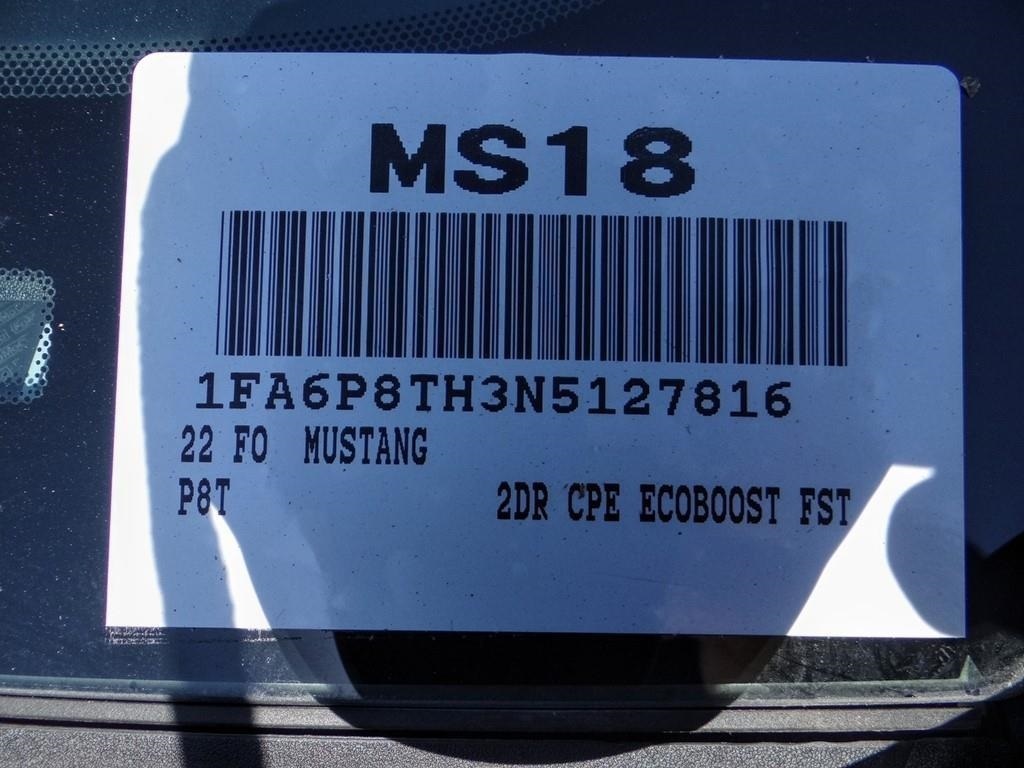 MS18
1FA6P8TH3N5127816
22 FO MUSTANG
P8T 2DR CPE ECOBOOST FST